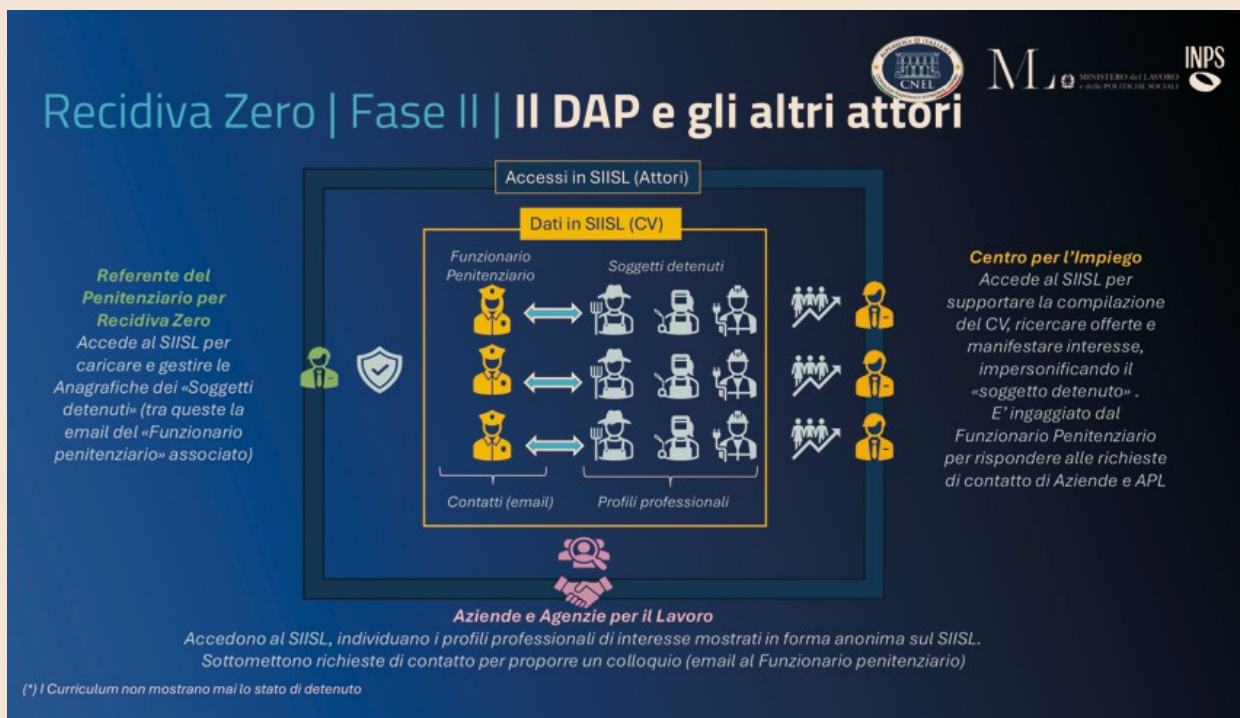 CNEL
ML
MINISTERO del LAVORO
e delle POLITICHE SOCIALI
INPS
Recidiva Zero | Fase II | Il DAP e gli altri attori
Accessi in SIISL (Attori)
Dati in SIISL (CV)
Funzionario
Penitenziario
Soggetti detenuti
Contatti (email)
Profili professionali
Referente del
Penitenziario per
Recidiva Zero
Accede al SIISL per
caricare e gestire le
Anagrafiche dei «Soggetti
detenuti» (tra queste la
email del «Funzionario
penitenziario» associato)
Centro per l’Impiego
Accede al SIISL per
supportare la compilazione
del CV, ricercare offerte e
manifestare interesse,
impersonificando il
«soggetto detenuto» .
E’ ingaggiato dal
Funzionario Penitenziario
per rispondere alle richieste
di contatto di Aziende e APL
Aziende e Agenzie per il Lavoro
Accedono al SIISL, individuano i profili professionali di interesse mostrati in forma anonima sul SIISL.
Sottomettono richieste di contatto per proporre un colloquio (email al Funzionario penitenziario)
(*) I Curriculum non mostrano mai lo stato di detenuto